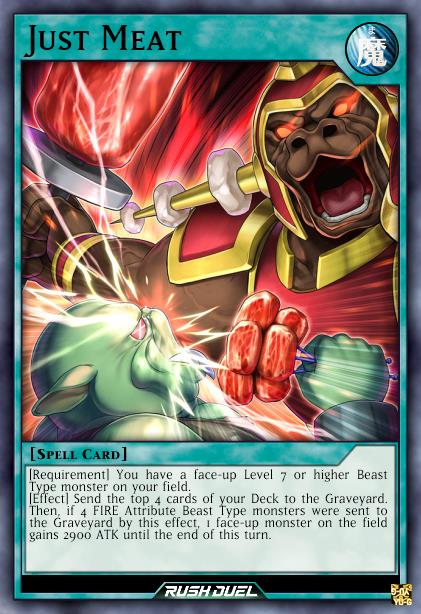 Just Meat
ま
魔
[Spell Card]
[Requirement] You have a face-up Level 7 or higher Beast
Type monster on your field.
[Effect] Send the top 4 cards of your Deck to the Graveyard.
Then, if 4 FIRE Attribute Beast Type monsters were sent to
the Graveyard by this effect, 1 face-up monster on the field
gains 2900 ATK until the end of this turn.
RUSH DUEL